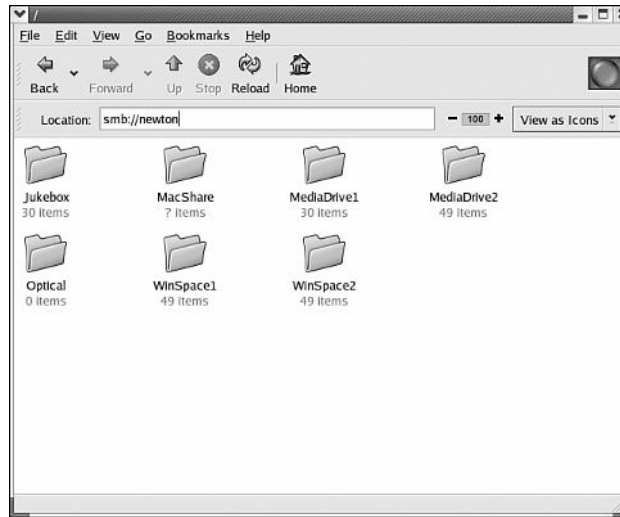 /
File Edit View Go Bookmarks Help
Back Forward Up Stop Reload Home
Location: smb://newton 100 View as Icons
Jukebox MacShare MediaDrive1 MediaDrive2
30 items ? items 30 items 49 items
Optical WinSpace1 WinSpace2
0 items 49 items 49 items